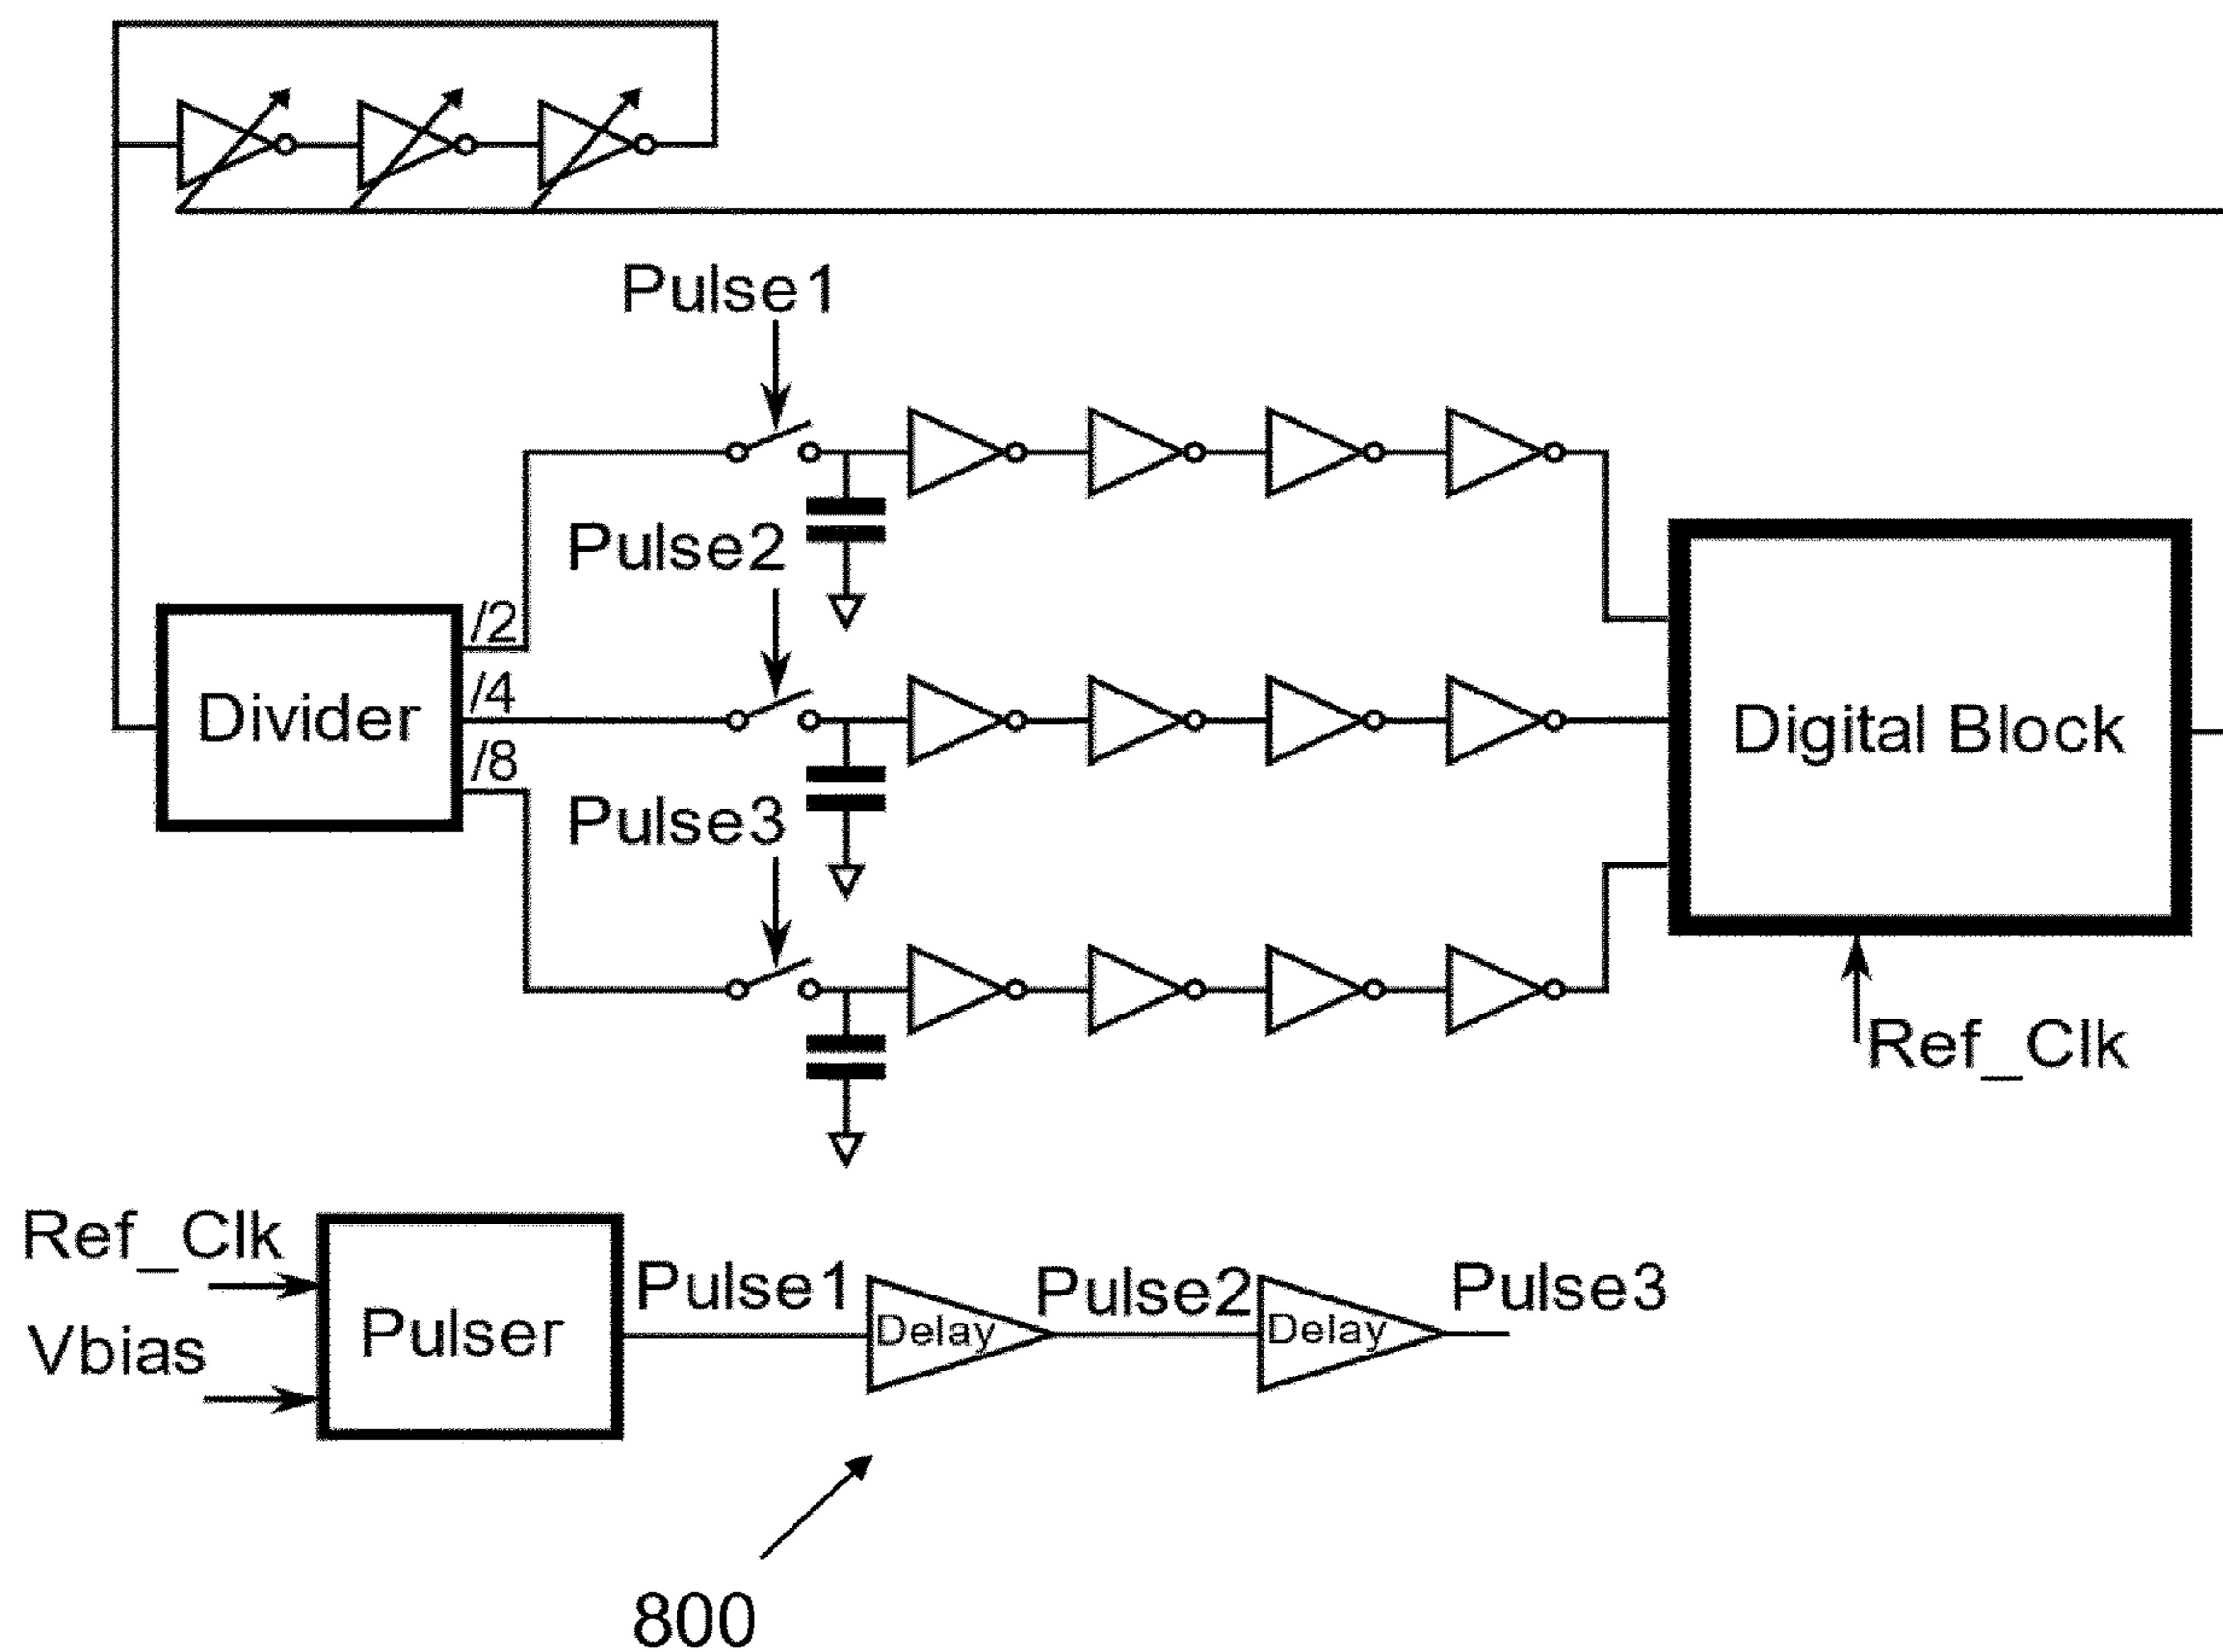 Pulse1
Pulse2
/2
/4
Divider
/8
Digital Block
Pulse3
Ref_Clk
Ref_Clk
Pulse1
Pulse2
Pulse3
Delay
Delay
Pulser
Vbias
800